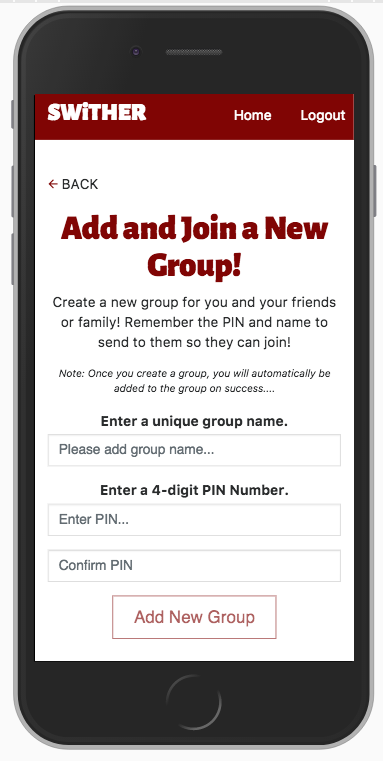 SWiTHER
Home
Logout
← BACK
Add and Join a New
Group!
Create a new group for you and your friends
or family! Remember the PIN and name to
send to them so they can join!
Note: Once you create a group, you will automatically be
added to the group on success....
Enter a unique group name.
Please add group name...
Enter a 4-digit PIN Number.
Enter PIN...
Confirm PIN
Add New Group